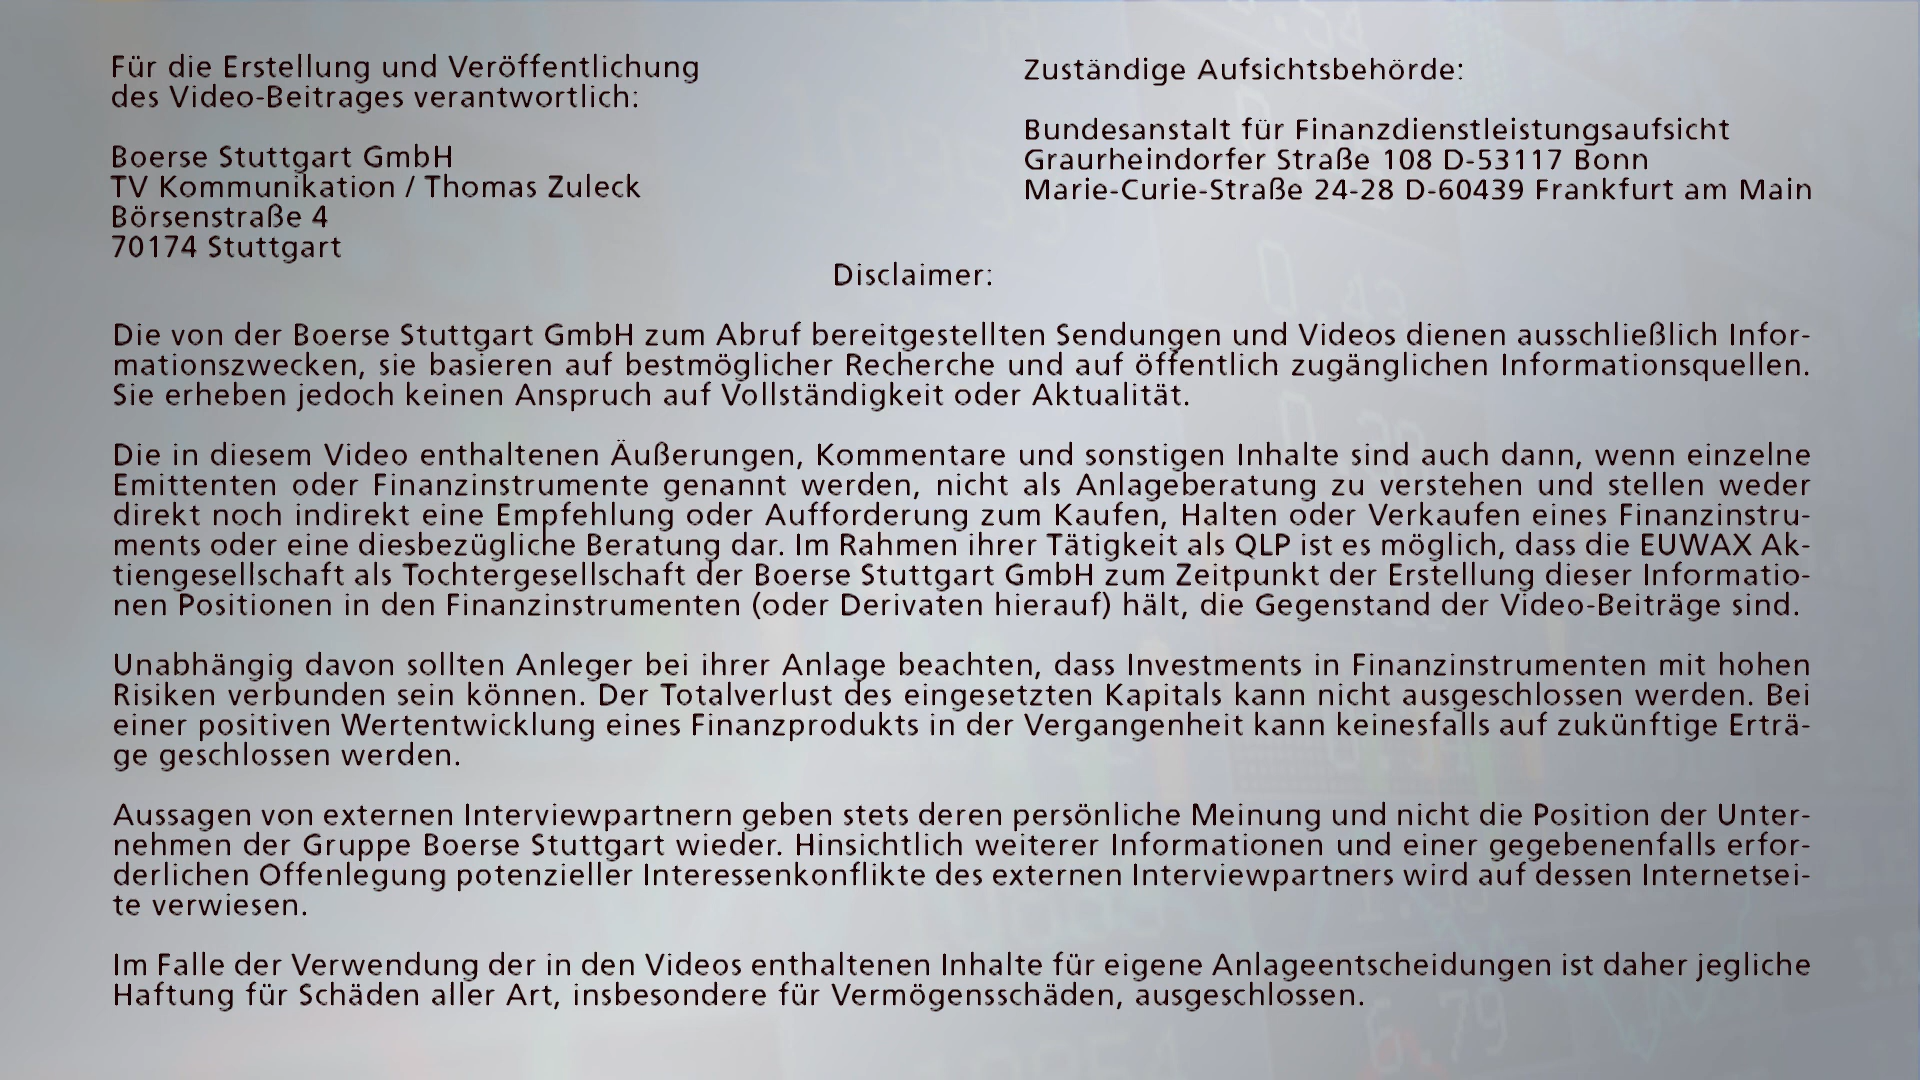 Für die Erstellung und Veröffentlichung
des Video-Beitrages verantwortlich:
Boerse Stuttgart GmbH
TV Kommunikation / Thomas Zuleck
Börsenstraße 4
70174 Stuttgart
Zuständige Aufsichtsbehörde:
Bundesanstalt für Finanzdienstleistungsaufsicht
Graurheindorfer Straße 108 D-53117 Bonn
Marie-Curie-Straße 24-28 D-60439 Frankfurt am Main
Disclaimer:
Die von der Boerse Stuttgart GmbH zum Abruf bereitgestellten Sendungen und Videos dienen ausschließlich Infor-
mationszwecken, sie basieren auf bestmöglicher Recherche und auf öffentlich zugänglichen Informationsquellen.
Sie erheben jedoch keinen Anspruch auf Vollständigkeit oder Aktualität.
Die in diesem Video enthaltenen Äußerungen, Kommentare und sonstigen Inhalte sind auch dann, wenn einzelne
Emittenten oder Finanzinstrumente genannt werden, nicht als Anlageberatung zu verstehen und stellen weder
direkt noch indirekt eine Empfehlung oder Aufforderung zum Kaufen, Halten oder Verkaufen eines Finanzinstru-
ments oder eine diesbezügliche Beratung dar. Im Rahmen ihrer Tätigkeit als QLP ist es möglich, dass die EUWAX Ak-
tiengesellschaft als Tochtergesellschaft der Boerse Stuttgart GmbH zum Zeitpunkt der Erstellung dieser Informatio-
nen Positionen in den Finanzinstrumenten (oder Derivaten hierauf) hält, die Gegenstand der Video-Beiträge sind.
Unabhängig davon sollten Anleger bei ihrer Anlage beachten, dass Investments in Finanzinstrumenten mit hohen
Risiken verbunden sein können. Der Totalverlust des eingesetzten Kapitals kann nicht ausgeschlossen werden. Bei
einer positiven Wertentwicklung eines Finanzprodukts in der Vergangenheit kann keinesfalls auf zukünftige Erträ-
ge geschlossen werden.
Aussagen von externen Interviewpartnern geben stets deren persönliche Meinung und nicht die Position der Unter-
nehmen der Gruppe Boerse Stuttgart wieder. Hinsichtlich weiterer Informationen und einer gegebenenfalls erfor-
derlichen Offenlegung potenzieller Interessenkonflikte des externen Interviewpartners wird auf dessen Internetsei-
te verwiesen.
Im Falle der Verwendung der in den Videos enthaltenen Inhalte für eigene Anlageentscheidungen ist daher jegliche
Haftung für Schäden aller Art, insbesondere für Vermögensschäden, ausgeschlossen.